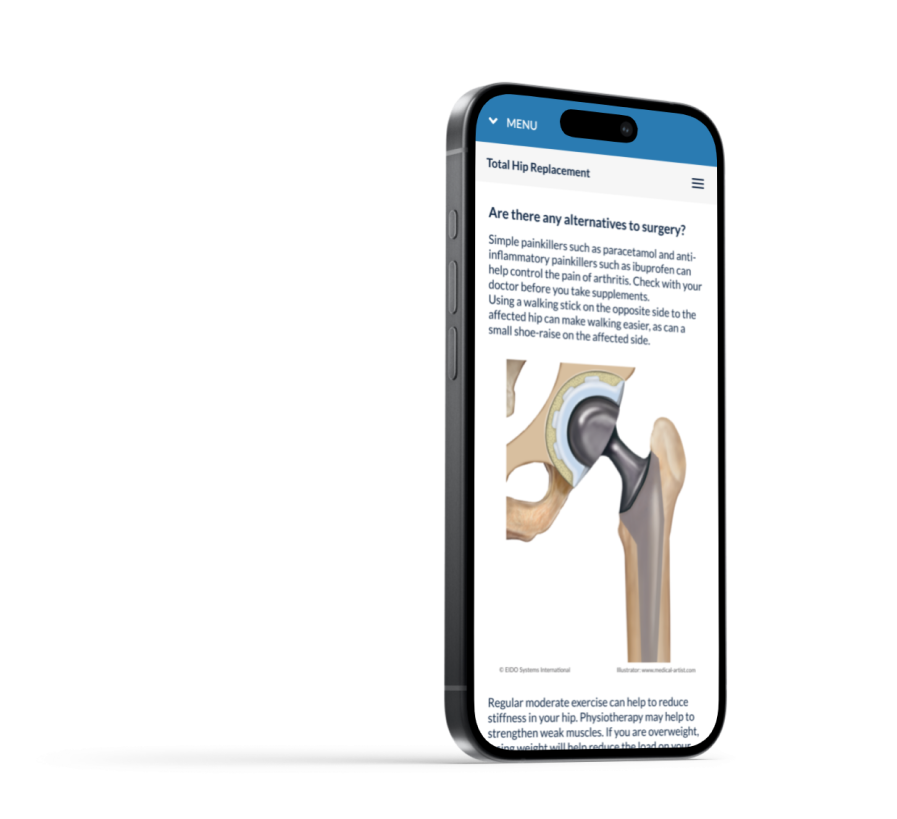 MENU
Total Hip Replacement
Are there any alternatives to surgery?
Simple painkillers such as paracetamol and anti-
inflammatory painkillers such as ibuprofen can
help control the pain of arthritis. Check with your
doctor before you take supplements.
Using a walking stick on the opposite side to the
affected hip can make walking easier, as can a
small shoe-raise on the affected side.
© EIDO Systems International
Illustrator: www.medical-artist.com
Regular moderate exercise can help to reduce
stiffness in your hip. Physiotherapy may help to
strengthen weak muscles. If you are overweight,
losing weight will help reduce the load on your